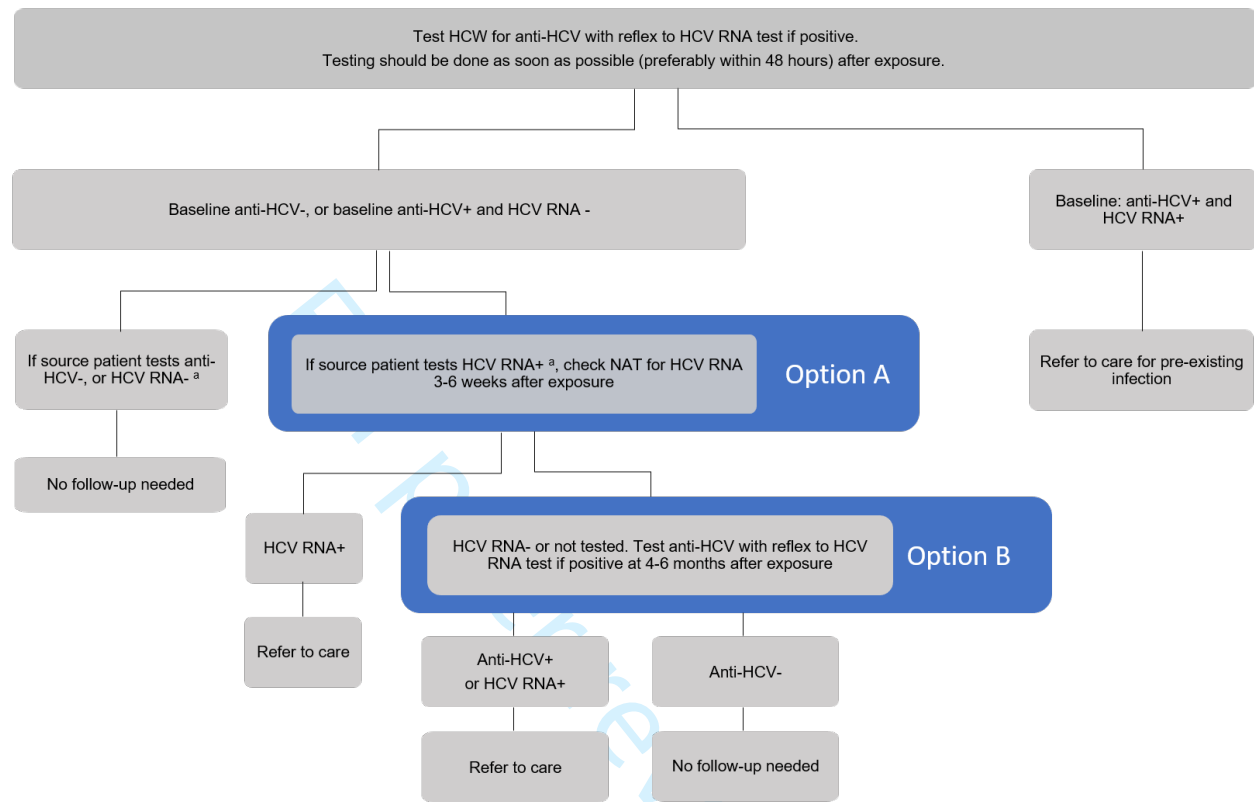 Test HCW for anti-HCV with reflex to HCV RNA test if positive.
Testing should be done as soon as possible (preferably within 48 hours) after exposure.
Baseline anti-HCV-, or baseline anti-HCV+ and HCV RNA -
Baseline: anti-HCV+ and
HCV RNA+
If source patient tests anti-
HCV-, or HCV RNA- ᵃ
If source patient tests HCV RNA+ ᵃ, check NAT for HCV RNA
3-6 weeks after exposure
Option A
Refer to care for pre-existing
infection
No follow-up needed
HCV RNA+
HCV RNA- or not tested. Test anti-HCV with reflex to HCV
RNA test if positive at 4-6 months after exposure
Option B
Refer to care
Anti-HCV+
or HCV RNA+
Anti-HCV-
Refer to care
No follow-up needed